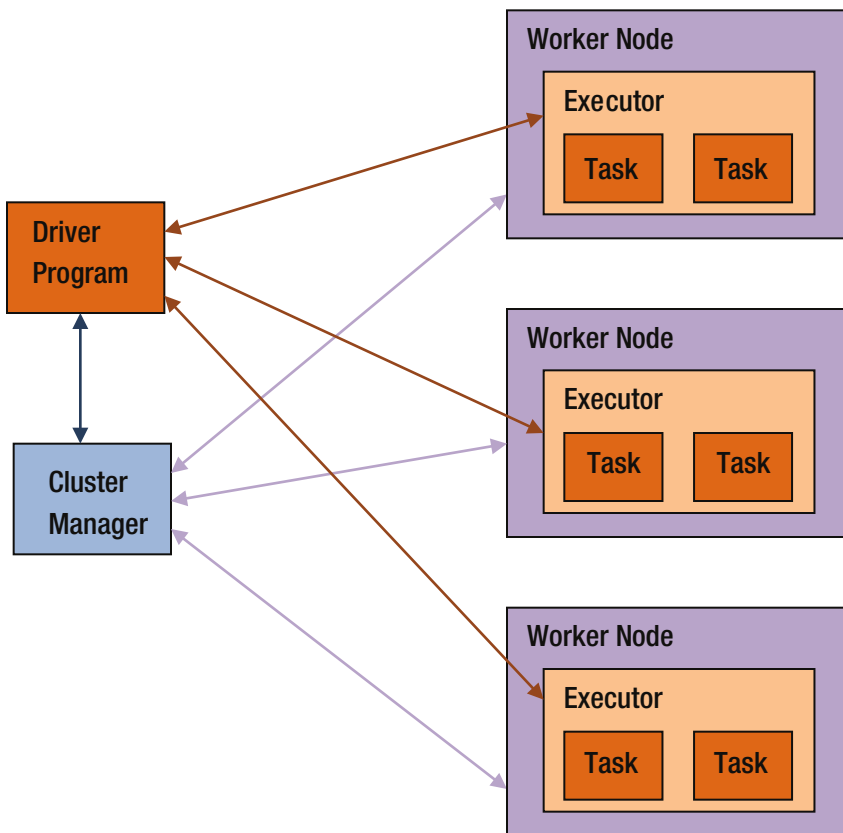 Worker Node
Executor
Task Task
Driver
Program
Worker Node
Executor
Task Task
Cluster
Manager
Worker Node
Executor
Task Task